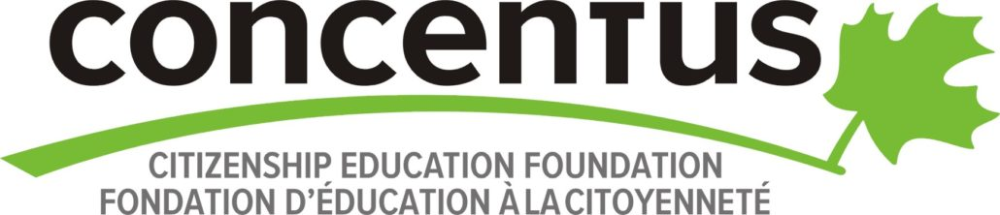 concentus
CITIZENSHIP EDUCATION FOUNDATION
FONDATION D'ÉDUCATION À LA CITOYENNETÉ